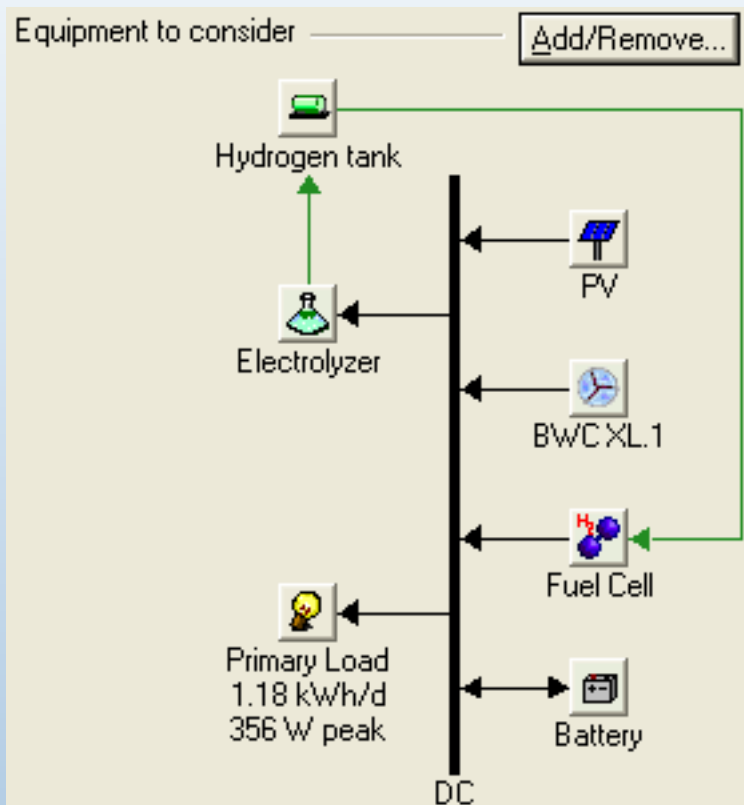 Equipment to consider
Add/Remove...
Hydrogen tank
PV
Electrolyzer
BWC XL.1
H2
Fuel Cell
Primary Load
1.18 kWh/d
356 W peak
Battery
DC